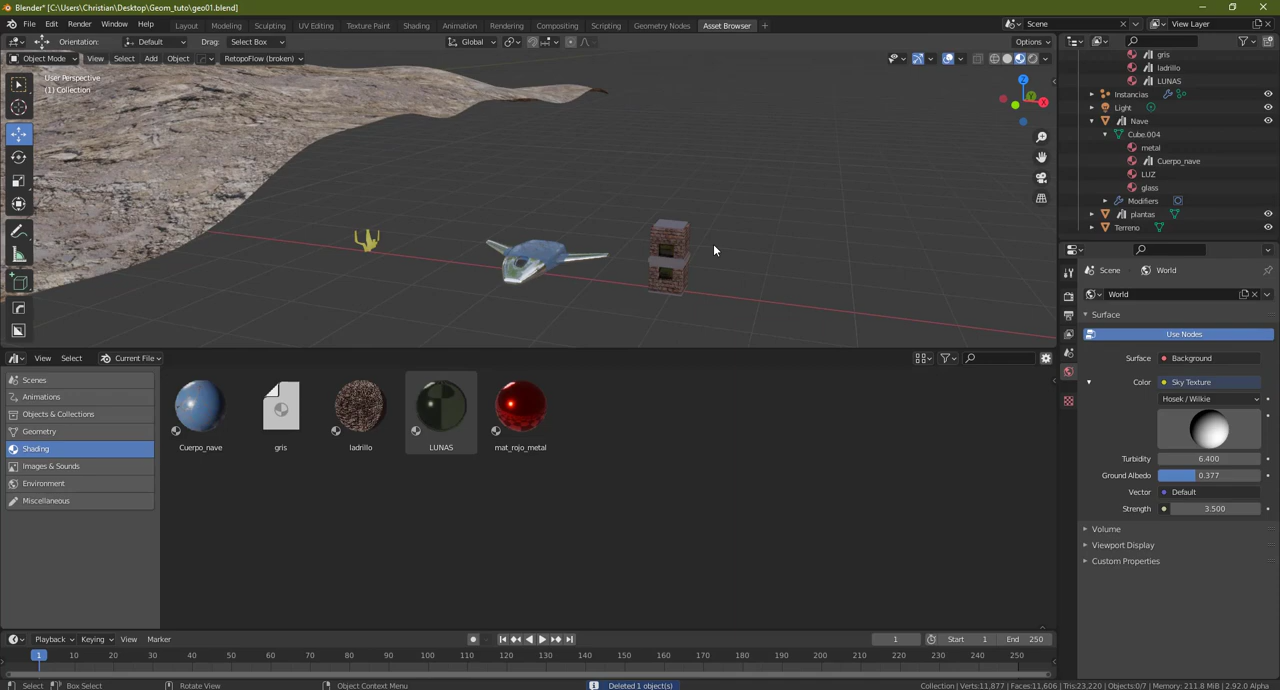 Blender* [C:\Users\Christian\Desktop\Geom_tuto\geo01.blend]
File Edit Render Window Help Layout Modeling Sculpting UV Editing Texture Paint Shading Animation Rendering Compositing Scripting Geometry Nodes Asset Browser + Scene View Layer
Orientation: Default Drag: Select Box Global Options
Object Mode View Select Add Object RetopoFlow (broken)
User Perspective
(1) Collection
Z
Y
X
gris
ladrillo
LUNAS
Instancias
Light
Nave
Cube.004
metal
Cuerpo_nave
LUZ
glass
Modifiers
plantas
Terreno
Scene World
World
Surface
Use Nodes
Surface Background
Color Sky Texture
Hosek / Wilkie
Turbidity 6.400
Ground Albedo 0.377
Vector Default
Strength 3.500
Volume
Viewport Display
Custom Properties
View Select Current File
Scenes
Animations
Objects & Collections
Geometry
Shading
Images & Sounds
Environment
Miscellaneous
Cuerpo_nave gris ladrillo LUNAS mat_rojo_metal
Playback Keying View Marker 1 Start 1 End 250
1 10 20 30 40 50 60 70 80 90 100 110 120 130 140 150 160 170 180 190 200 210 220 230 240 250
Select Box Select Rotate View Object Context Menu Deleted 1 object(s) Collection | Verts:11,877 | Faces:11,606 | Tris:23,220 | Objects:0/7 | Memory: 211.8 MiB | 2.92.0 Alpha